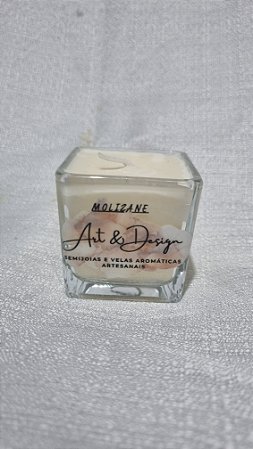 MOLIZANE
Art & Design
SEMIJOIAS E VELAS AROMÁTICAS
ARTESANAIS